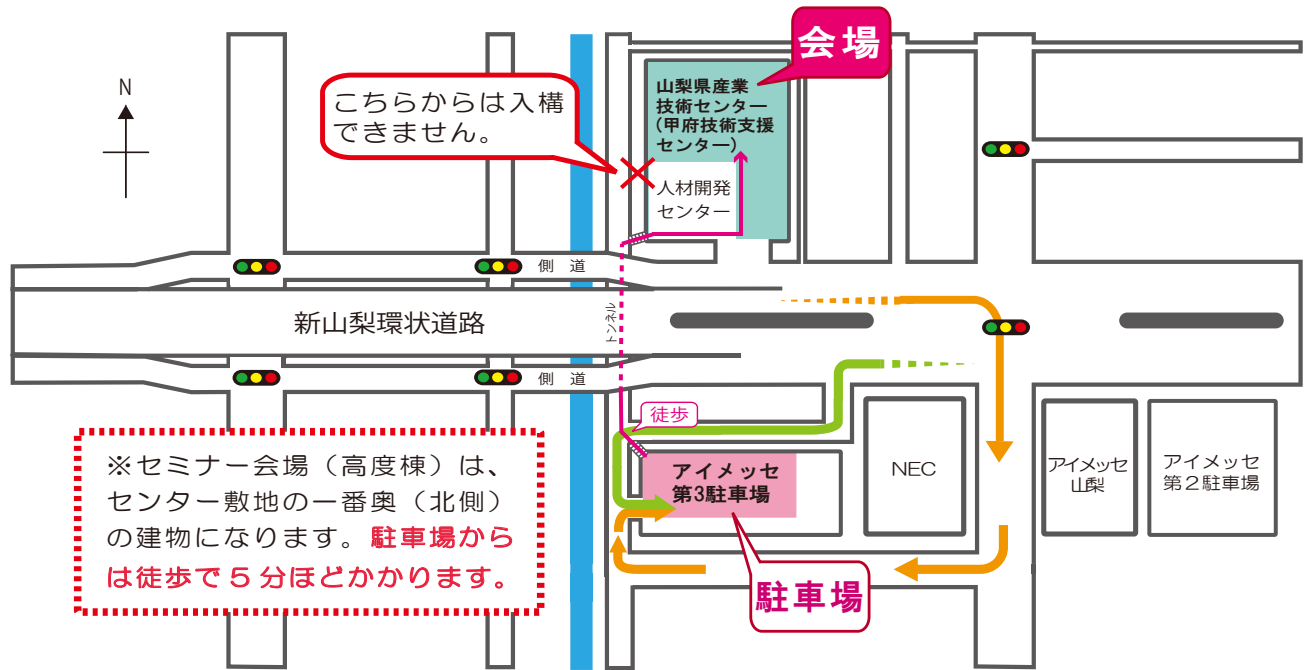 会場
N
こちらからは入構
できません。
山梨県産業
技術センター
(甲府技術支援
センター)
人材開発
センター
側 道
新山梨環状道路
トンネル
側 道
徒歩
※セミナー会場（高度棟）は、
センター敷地の一番奥（北側）
の建物になります。駐車場から
は徒歩で５分ほどかかります。
アイメッセ
第3駐車場
NEC
アイメッセ
山梨
アイメッセ
第２駐車場
駐車場